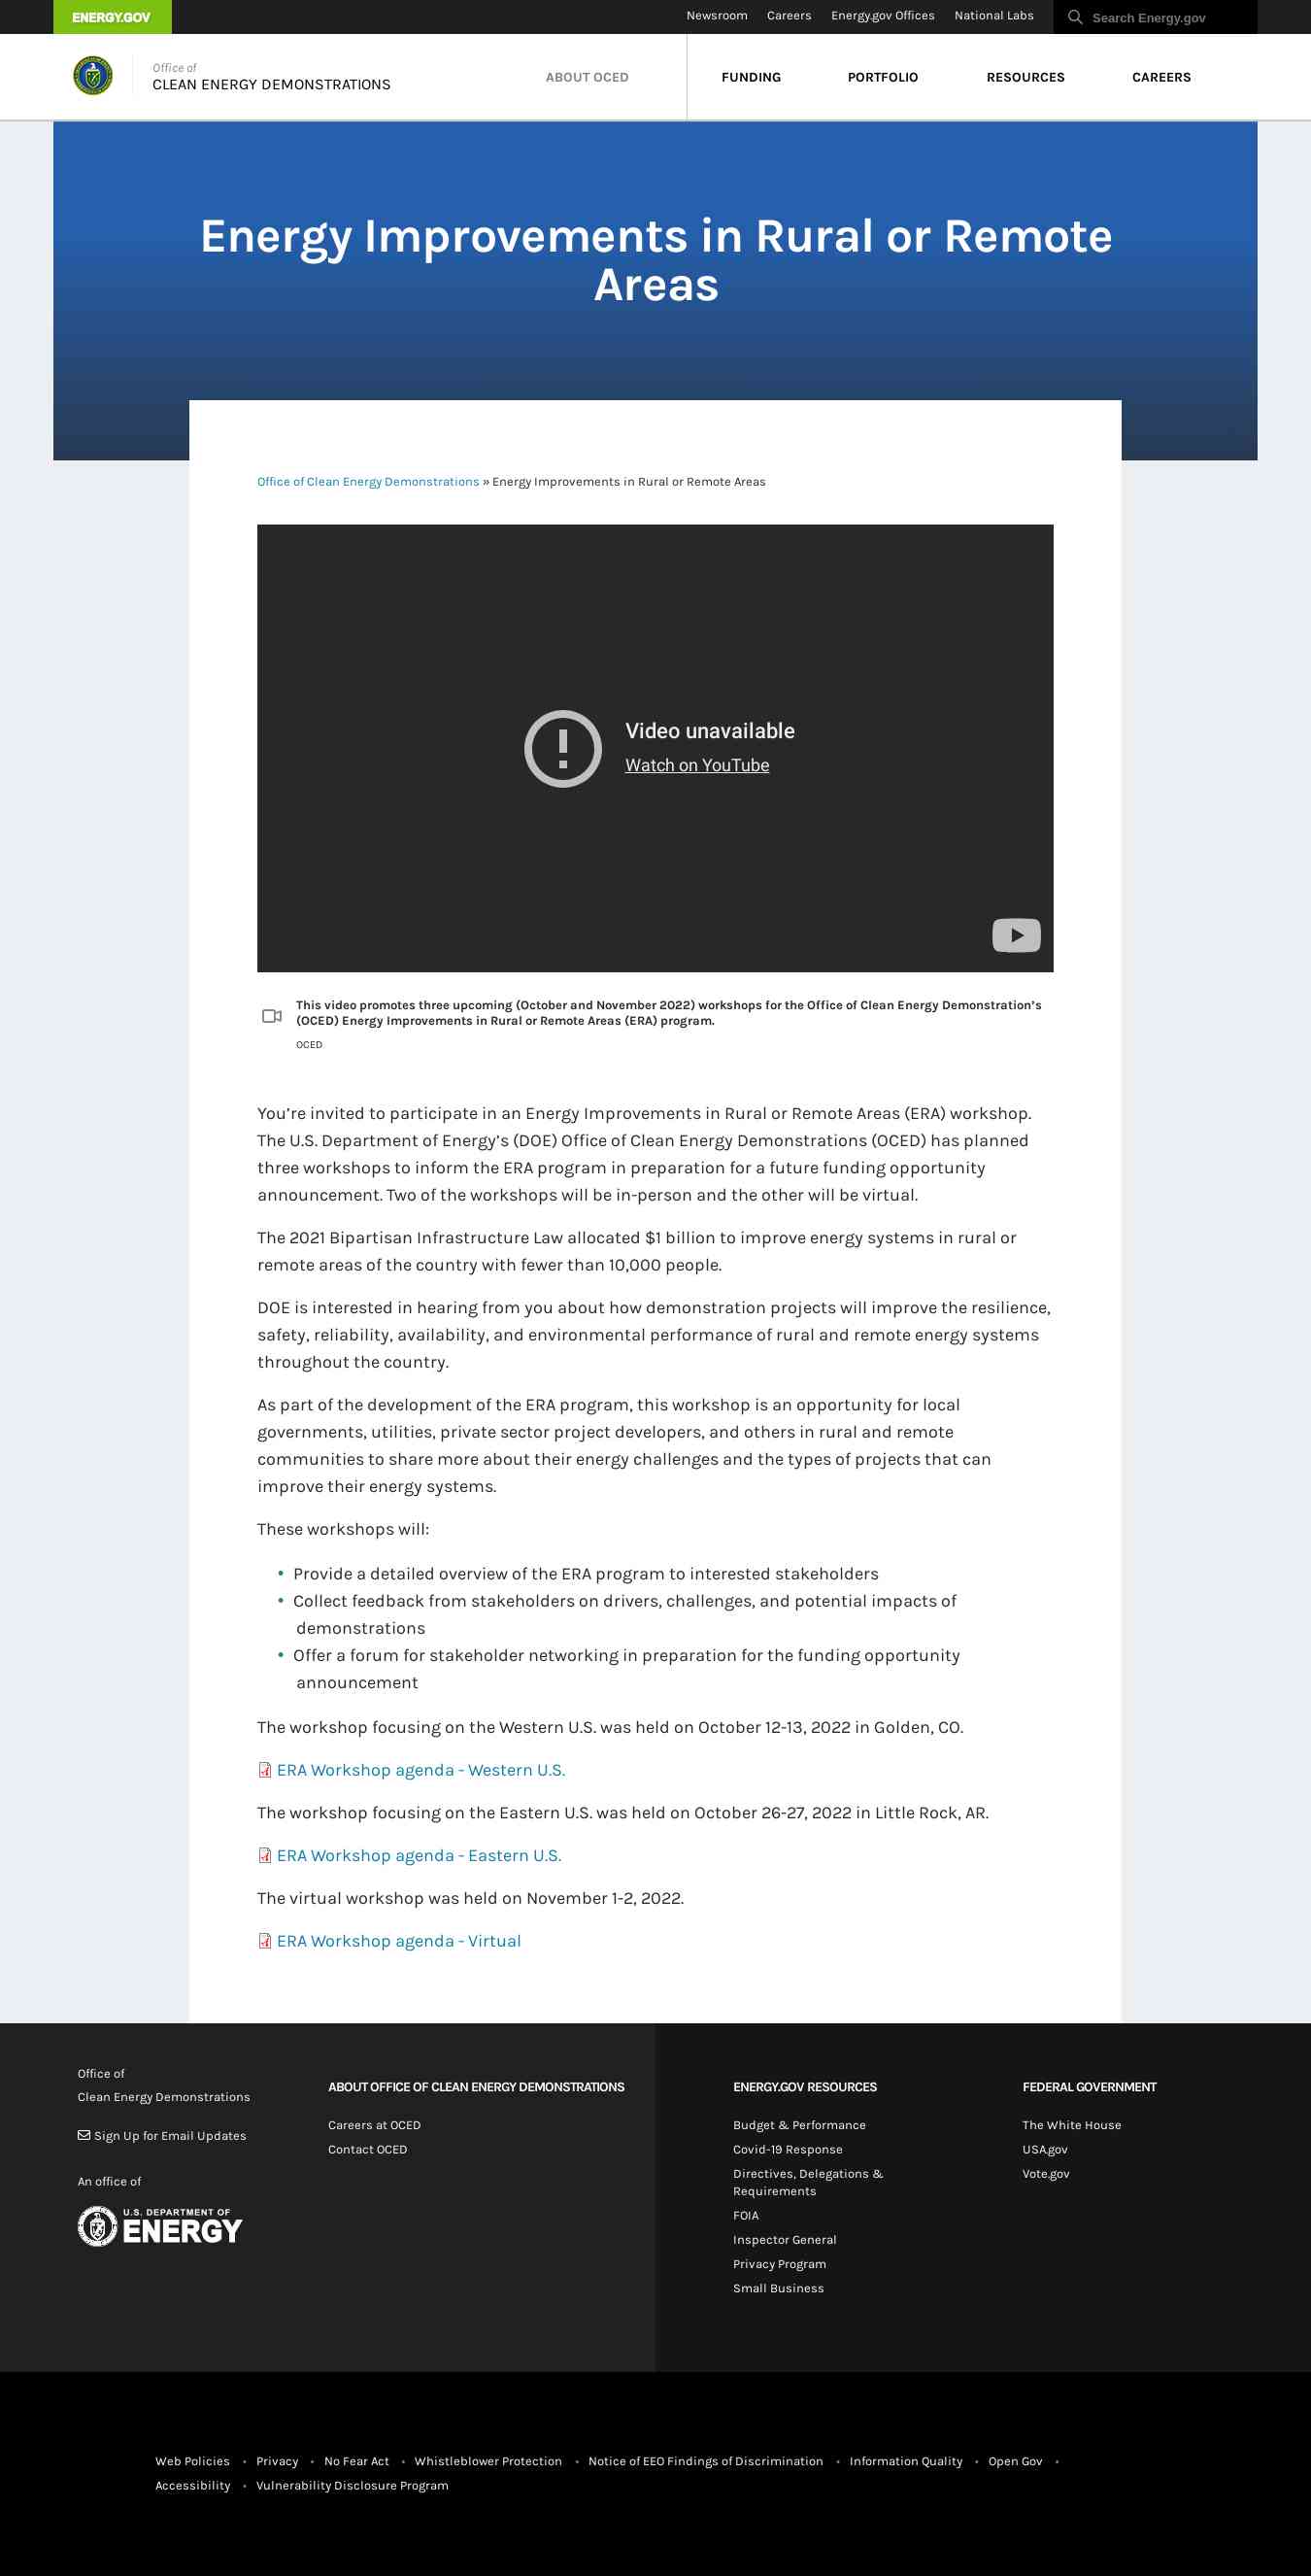 ENERGY.GOV
Newsroom Careers Energy.gov Offices National Labs Search Energy.gov
Office of
CLEAN ENERGY DEMONSTRATIONS
ABOUT OCED FUNDING PORTFOLIO RESOURCES CAREERS
Energy Improvements in Rural or Remote
Areas
Office of Clean Energy Demonstrations » Energy Improvements in Rural or Remote Areas
Video unavailable
Watch on YouTube
This video promotes three upcoming (October and November 2022) workshops for the Office of Clean Energy Demonstration’s
(OCED) Energy Improvements in Rural or Remote Areas (ERA) program.
OCED
You’re invited to participate in an Energy Improvements in Rural or Remote Areas (ERA) workshop.
The U.S. Department of Energy’s (DOE) Office of Clean Energy Demonstrations (OCED) has planned
three workshops to inform the ERA program in preparation for a future funding opportunity
announcement. Two of the workshops will be in-person and the other will be virtual.
The 2021 Bipartisan Infrastructure Law allocated $1 billion to improve energy systems in rural or
remote areas of the country with fewer than 10,000 people.
DOE is interested in hearing from you about how demonstration projects will improve the resilience,
safety, reliability, availability, and environmental performance of rural and remote energy systems
throughout the country.
As part of the development of the ERA program, this workshop is an opportunity for local
governments, utilities, private sector project developers, and others in rural and remote
communities to share more about their energy challenges and the types of projects that can
improve their energy systems.
These workshops will:
• Provide a detailed overview of the ERA program to interested stakeholders
• Collect feedback from stakeholders on drivers, challenges, and potential impacts of
demonstrations
• Offer a forum for stakeholder networking in preparation for the funding opportunity
announcement
The workshop focusing on the Western U.S. was held on October 12-13, 2022 in Golden, CO.
ERA Workshop agenda - Western U.S.
The workshop focusing on the Eastern U.S. was held on October 26-27, 2022 in Little Rock, AR.
ERA Workshop agenda - Eastern U.S.
The virtual workshop was held on November 1-2, 2022.
ERA Workshop agenda - Virtual
Office of
Clean Energy Demonstrations
Sign Up for Email Updates
An office of
U.S. DEPARTMENT OF
ENERGY
ABOUT OFFICE OF CLEAN ENERGY DEMONSTRATIONS
Careers at OCED
Contact OCED
ENERGY.GOV RESOURCES
Budget & Performance
Covid-19 Response
Directives, Delegations &
Requirements
FOIA
Inspector General
Privacy Program
Small Business
FEDERAL GOVERNMENT
The White House
USA.gov
Vote.gov
Web Policies • Privacy • No Fear Act • Whistleblower Protection • Notice of EEO Findings of Discrimination • Information Quality • Open Gov •
Accessibility • Vulnerability Disclosure Program